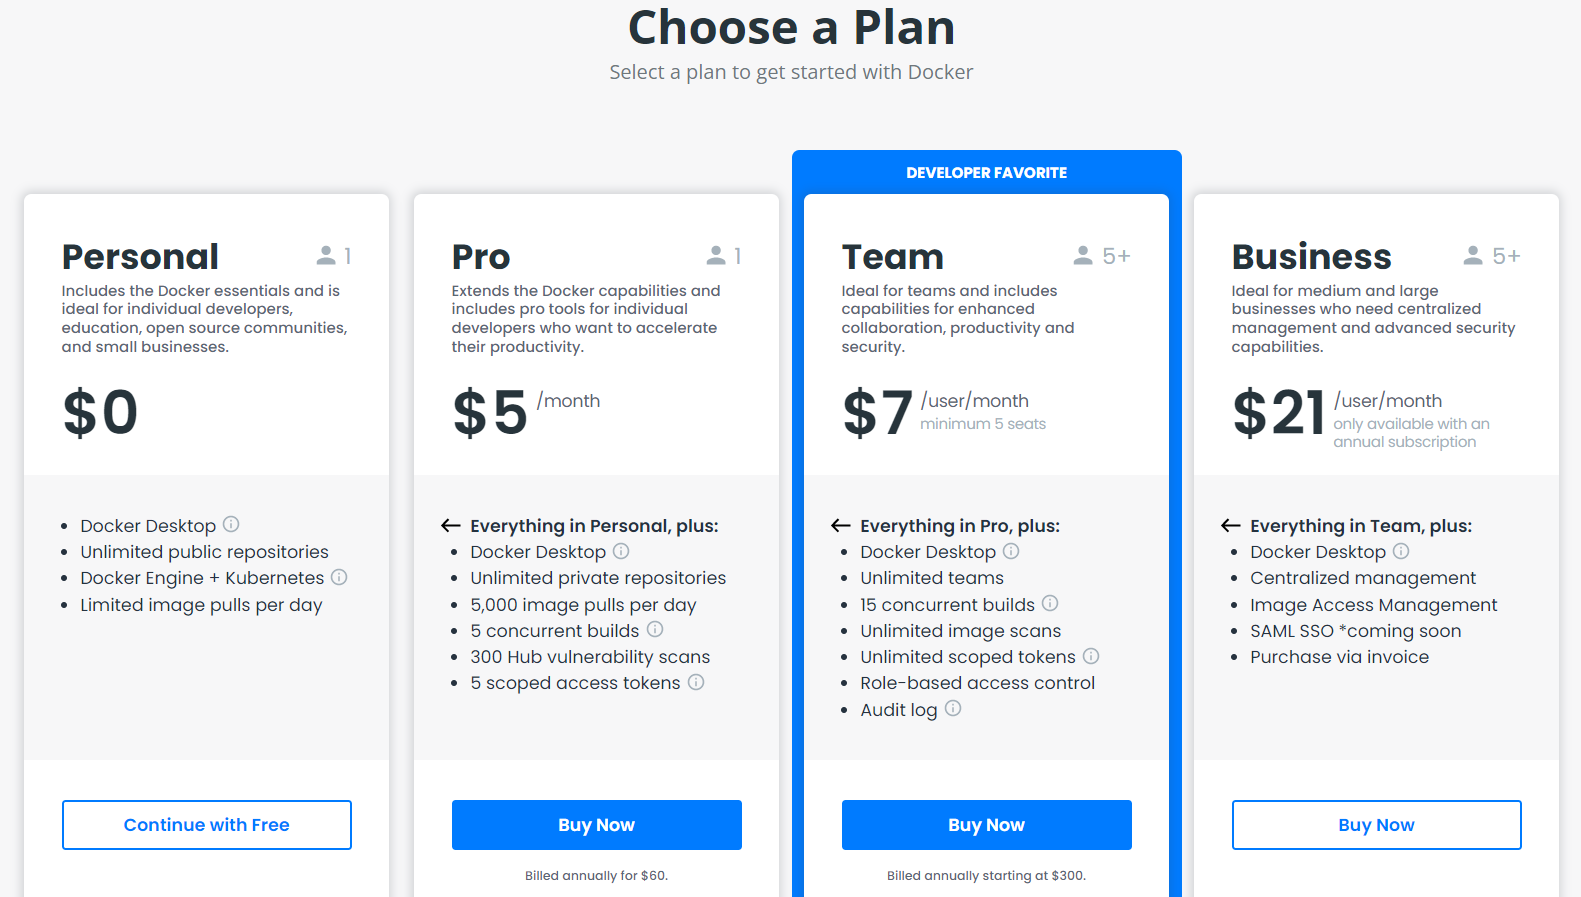 Choose a Plan
Select a plan to get started with Docker
Personal
1
Includes the Docker essentials and is
ideal for individual developers,
education, open source communities,
and small businesses.
$0
Docker Desktop
Unlimited public repositories
Docker Engine + Kubernetes
Limited image pulls per day
Continue with Free
Pro
1
Extends the Docker capabilities and
includes pro tools for individual
developers who want to accelerate
their productivity.
$5 /month
← Everything in Personal, plus:
Docker Desktop
Unlimited private repositories
5,000 image pulls per day
5 concurrent builds
300 Hub vulnerability scans
5 scoped access tokens
Buy Now
Billed annually for $60.
DEVELOPER FAVORITE
Team
5+
Ideal for teams and includes
capabilities for enhanced
collaboration, productivity and
security.
$7 /user/month
minimum 5 seats
← Everything in Pro, plus:
Docker Desktop
Unlimited teams
15 concurrent builds
Unlimited image scans
Unlimited scoped tokens
Role-based access control
Audit log
Buy Now
Billed annually starting at $300.
Business
5+
Ideal for medium and large
businesses who need centralized
management and advanced security
capabilities.
$21 /user/month
only available with an
annual subscription
← Everything in Team, plus:
Docker Desktop
Centralized management
Image Access Management
SAML SSO *coming soon
Purchase via invoice
Buy Now